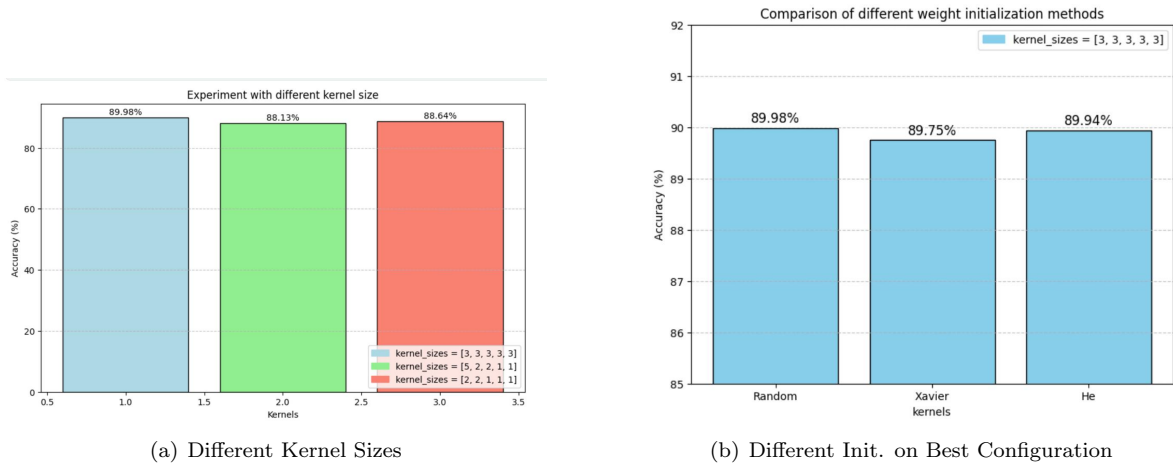 Experiment with different kernel size
89.98%
88.13%
88.64%
80
60
40
20
0
Accuracy (%)
kernel_sizes = [3, 3, 3, 3, 3]
kernel_sizes = [5, 2, 2, 1, 1]
kernel_sizes = [2, 2, 1, 1, 1]
0.5 1.0 1.5 2.0 2.5 3.0 3.5
Kernels
(a) Different Kernel Sizes
Comparison of different weight initialization methods
kernel_sizes = [3, 3, 3, 3, 3]
92
91
90
89
88
87
86
85
Accuracy (%)
89.98%
89.75%
89.94%
Random Xavier He
kernels
(b) Different Init. on Best Configuration